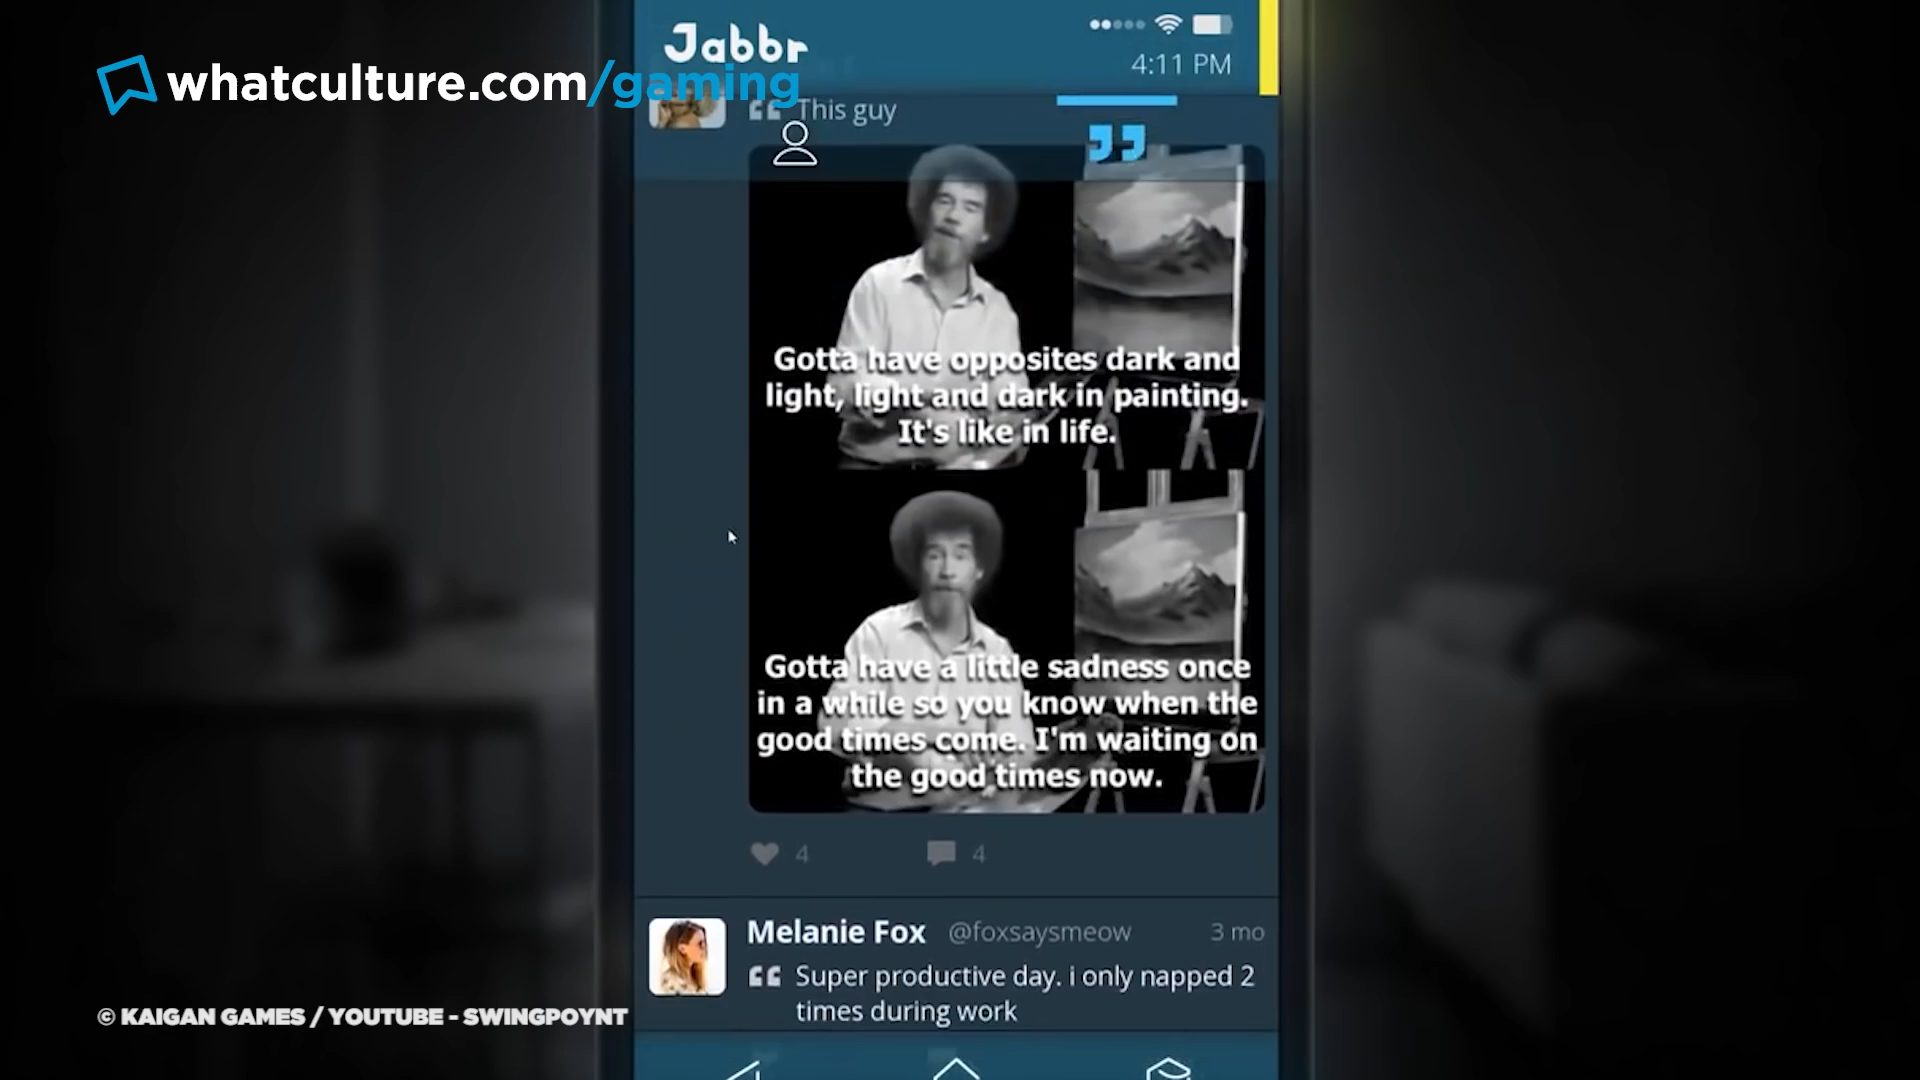 Jabbr
4:11 PM
whatculture.com/gaming
This guy
Gotta have opposites dark and
light, light and dark in painting.
It's like in life.
Gotta have a little sadness once
in a while so you know when the
good times come. I'm waiting on
the good times now.
4 4
Melanie Fox @foxsaysmeow 3 mo
Super productive day. i only napped 2
times during work
© KAIGAN GAMES / YOUTUBE - SWINGPOYNT